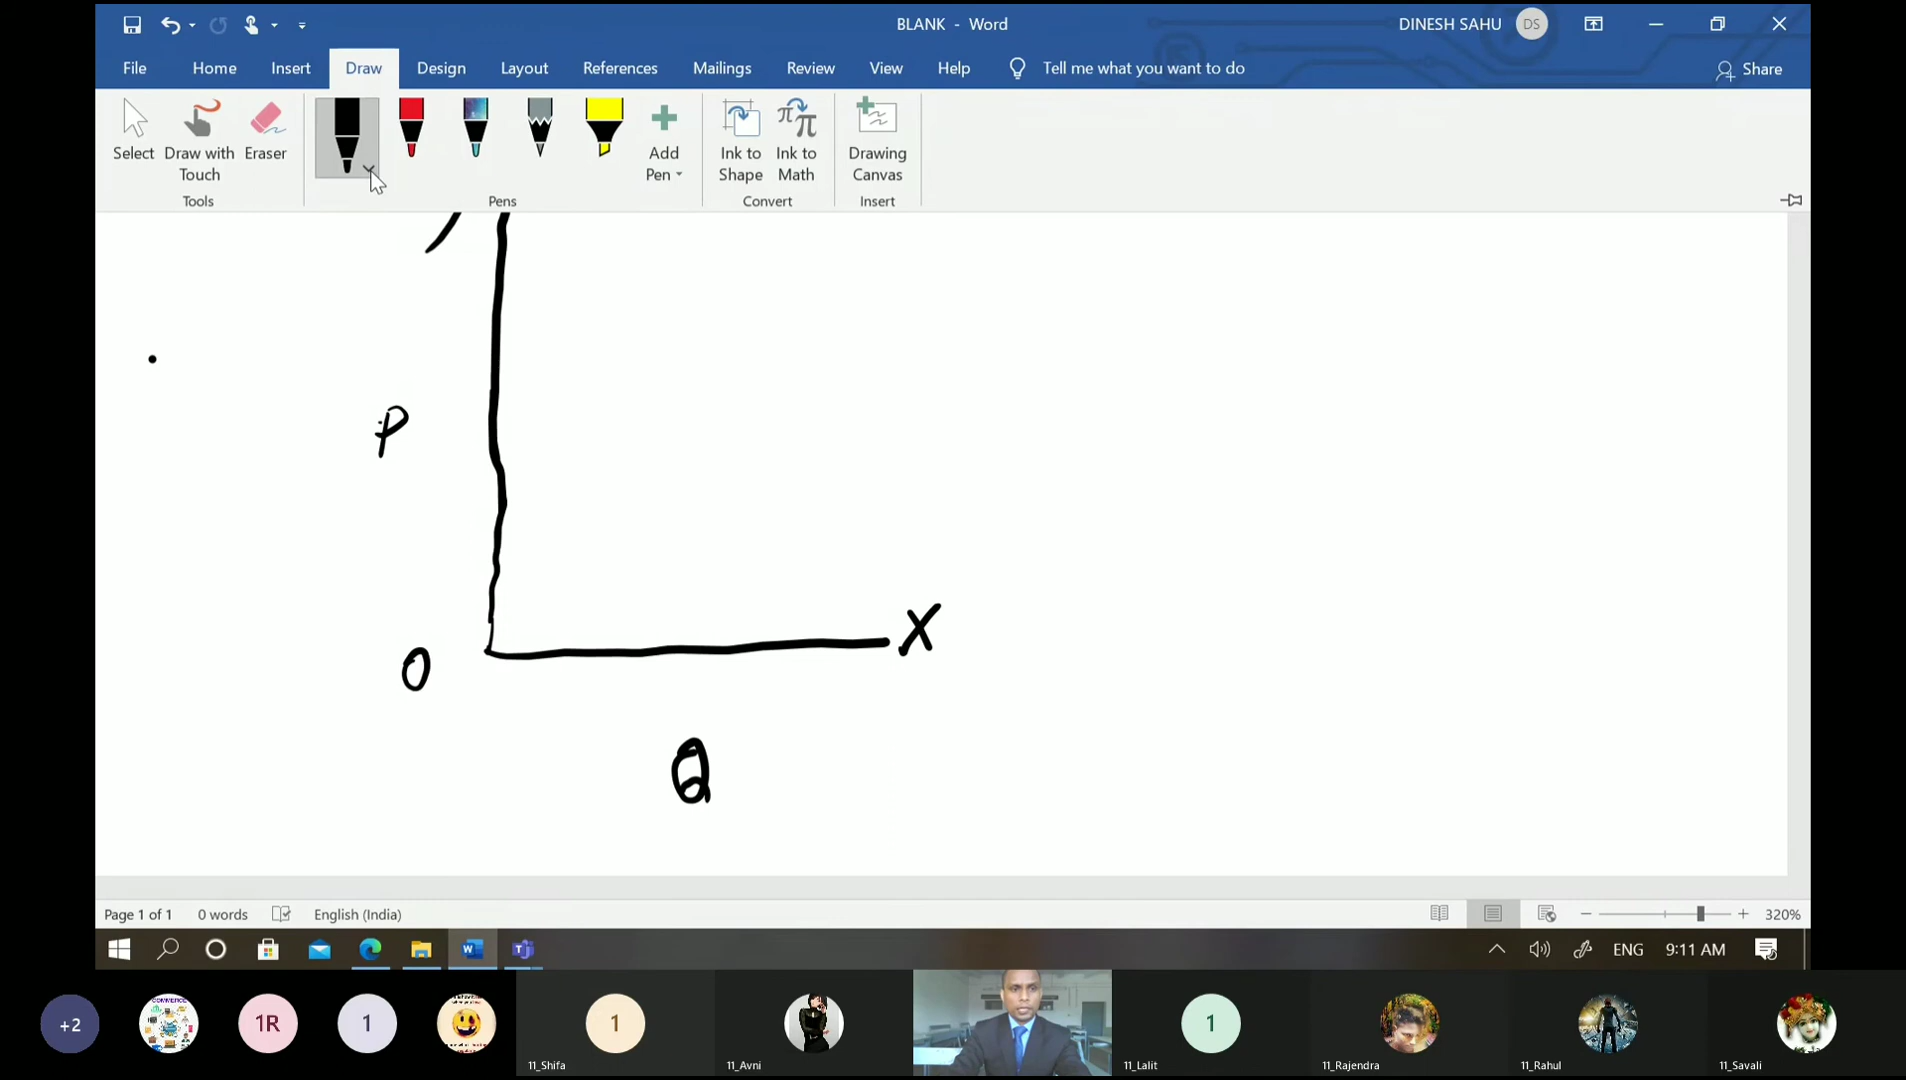 BLANK - Word
DINESH SAHU DS
File Home Insert Draw Design Layout References Mailings Review View Help Tell me what you want to do Share
Select Draw with Touch Eraser Add Pen Ink to Shape Ink to Math Drawing Canvas
Tools Pens Convert Insert
P
X
O
Q
Page 1 of 1 0 words English (India) 320%
ENG 9:11 AM
+2 COMMERCE 1R 1 1 1
11_Shifa 11_Avni 11_Lalit 11_Rajendra 11_Rahul 11_Savali